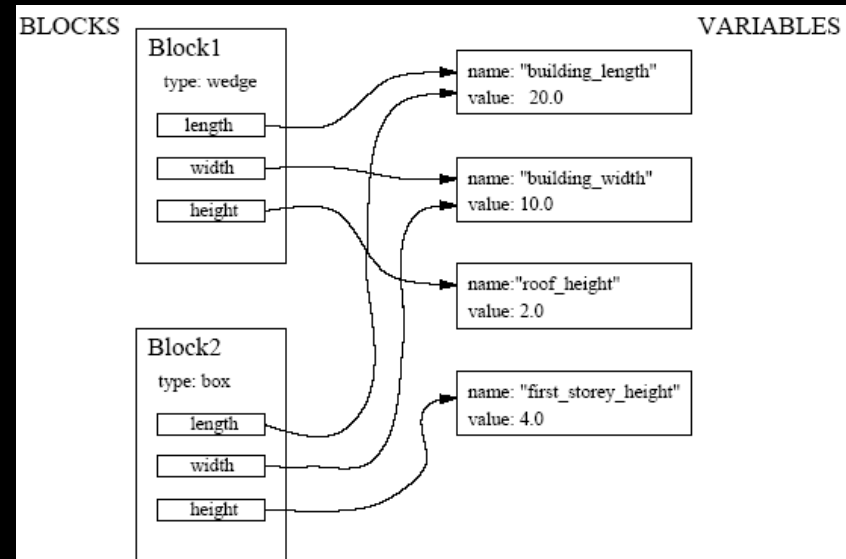 BLOCKS
Block1
type: wedge
length
width
height
Block2
type: box
length
width
height
VARIABLES
name: "building_length"
value: 20.0
name: "building_width"
value: 10.0
name:"roof_height"
value: 2.0
name: "first_storey_height"
value: 4.0